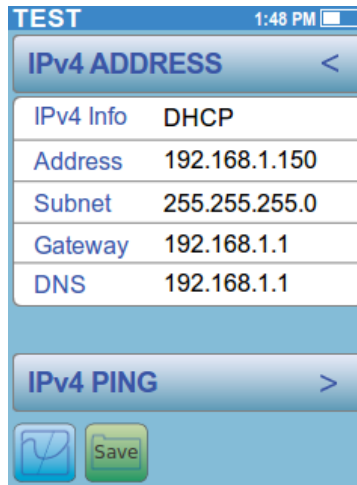 TEST 1:48 PM
IPv4 ADDRESS <
IPv4 Info DHCP
Address 192.168.1.150
Subnet 255.255.255.0
Gateway 192.168.1.1
DNS 192.168.1.1
IPv4 PING >
Save